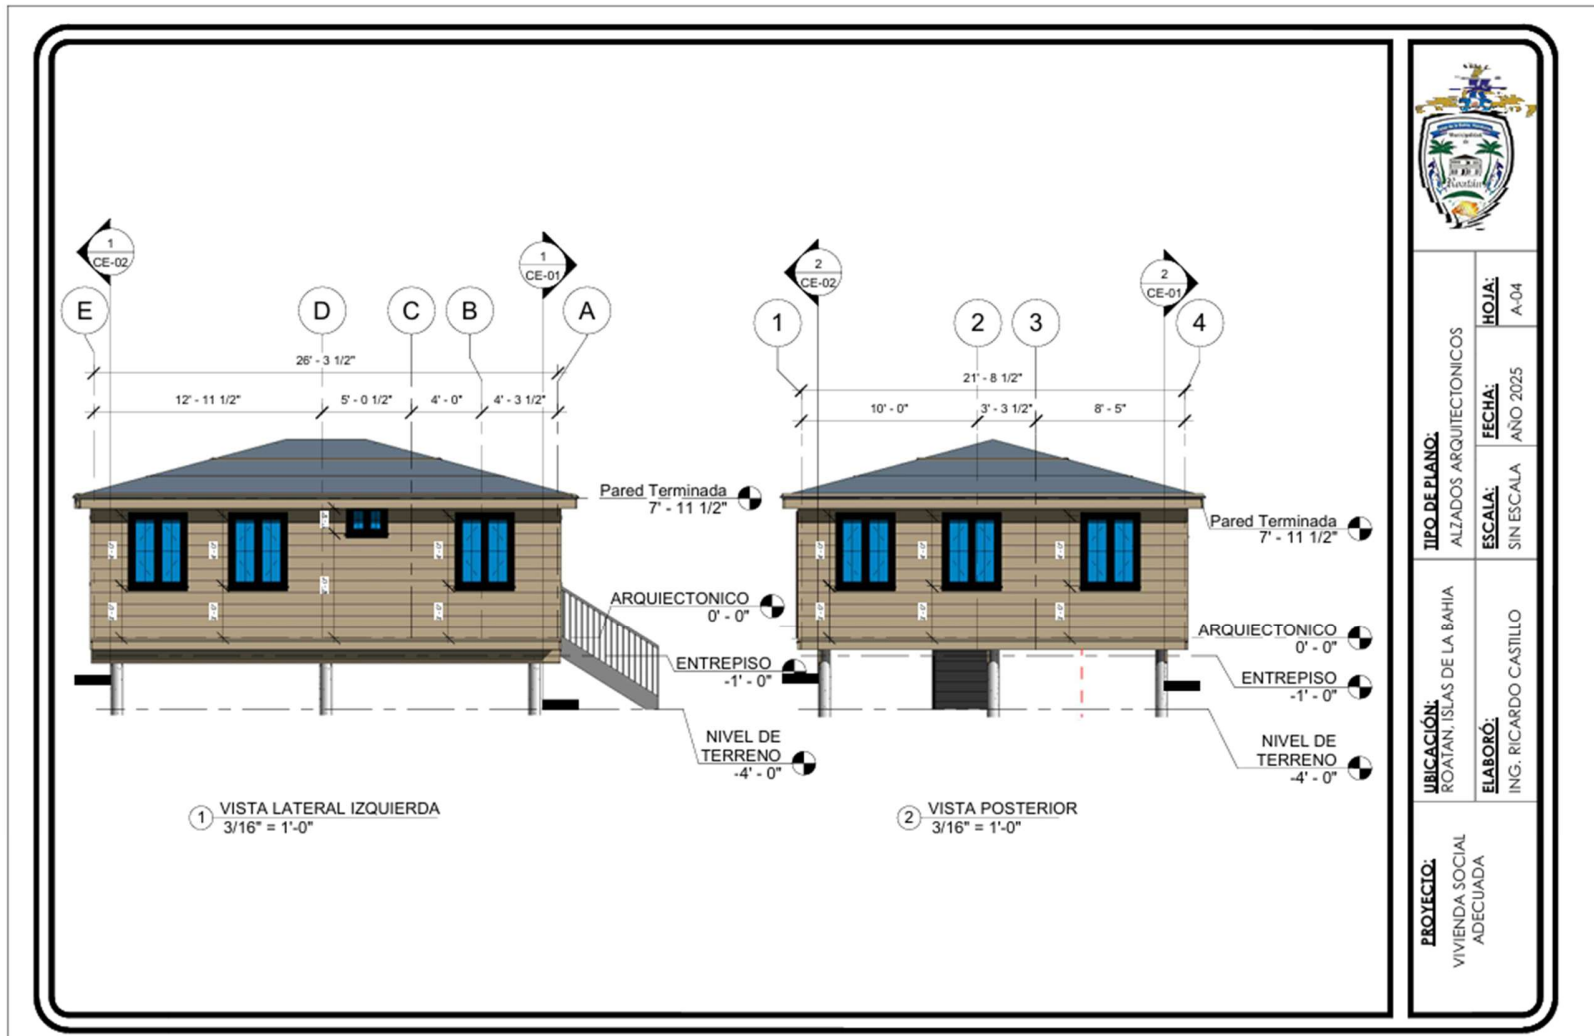 1
CE-02
1
CE-01
E
D
C
B
A
26' - 3 1/2"
12' - 11 1/2"
5' - 0 1/2"
4' - 0"
4' - 3 1/2"
Pared Terminada
7' - 11 1/2"
ARQUIECTONICO
0' - 0"
ENTREPISO
-1' - 0"
NIVEL DE
TERRENO
-4' - 0"
1
VISTA LATERAL IZQUIERDA
3/16" = 1'-0"
2
CE-02
2
CE-01
1
2
3
4
21' - 8 1/2"
10' - 0"
3' - 3 1/2"
8' - 5"
Pared Terminada
7' - 11 1/2"
ARQUIECTONICO
0' - 0"
ENTREPISO
-1' - 0"
NIVEL DE
TERRENO
-4' - 0"
2
VISTA POSTERIOR
3/16" = 1'-0"
Roatán
PROYECTO:
VIVIENDA SOCIAL
ADECUADA
UBICACIÓN:
ROATAN, ISLAS DE LA BAHIA
ELABORÓ:
ING. RICARDO CASTILLO
TIPO DE PLANO:
ALZADOS ARQUITECTONICOS
ESCALA:
SIN ESCALA
FECHA:
AÑO 2025
HOJA:
A-04